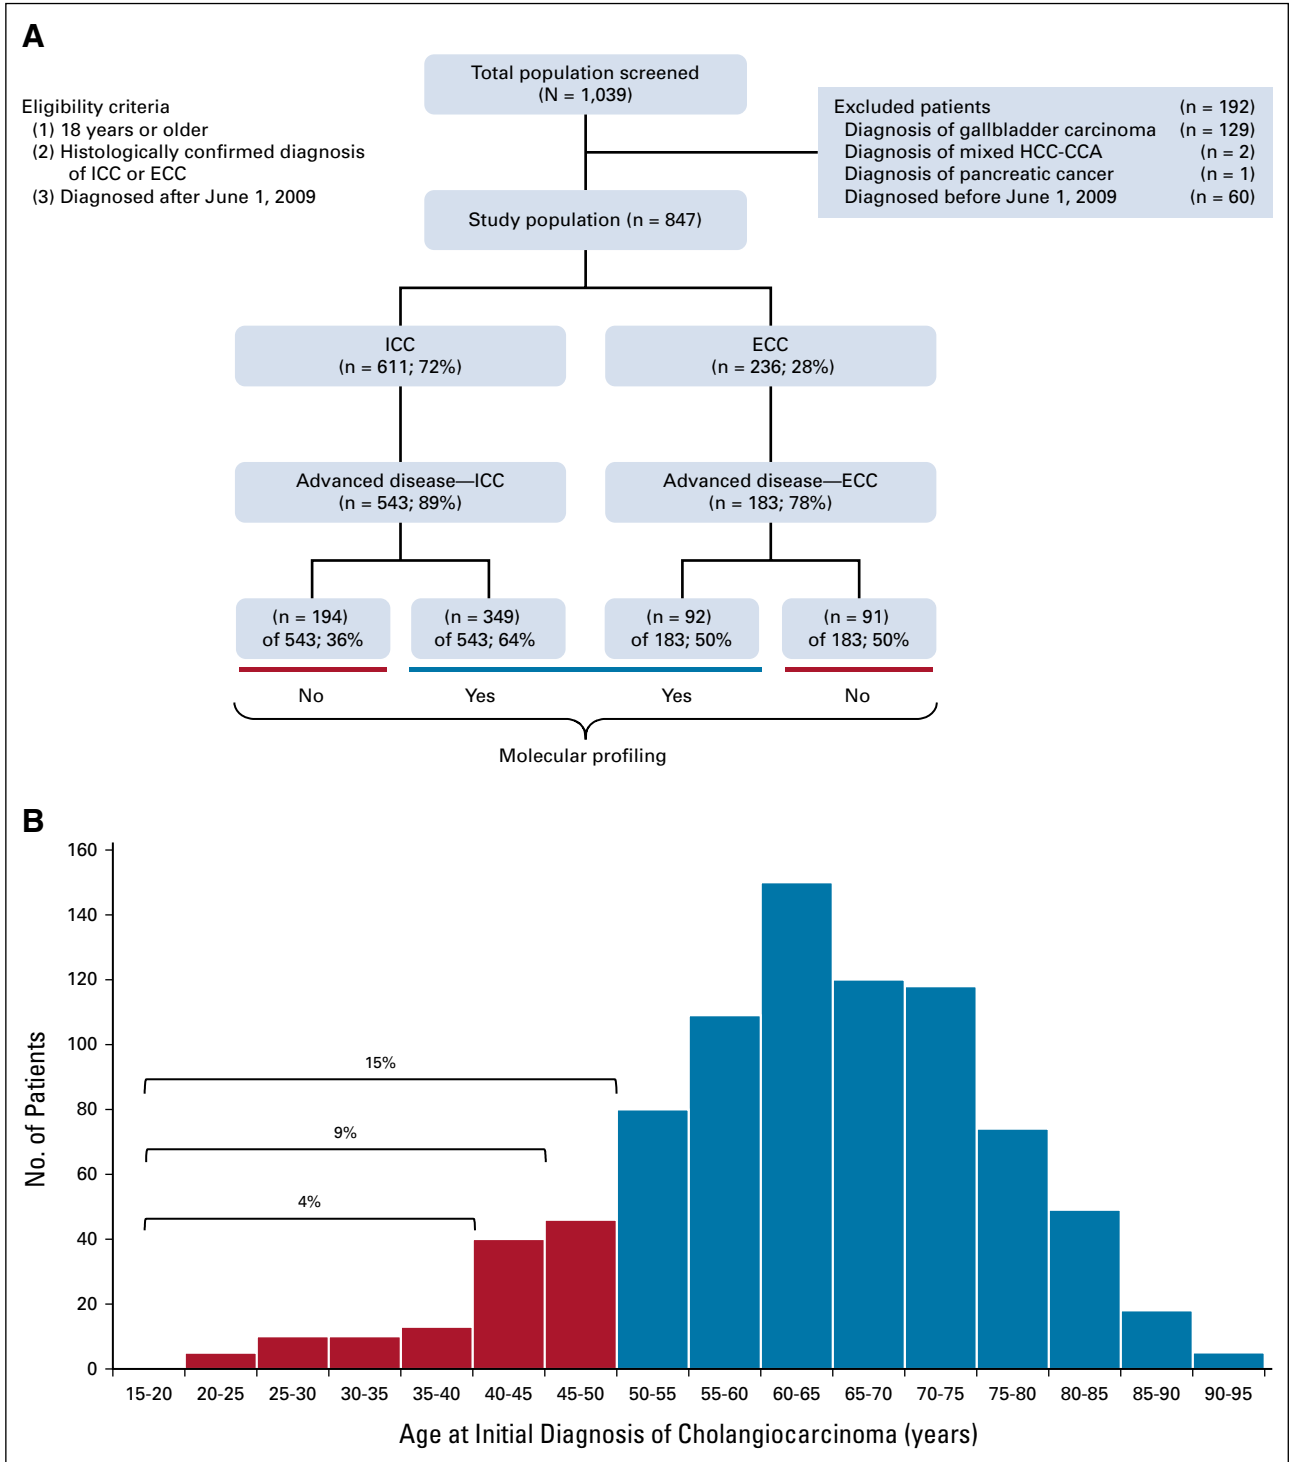 A
Total population screened
(N = 1,039)
Eligibility criteria
(1) 18 years or older
(2) Histologically confirmed diagnosis
of ICC or ECC
(3) Diagnosed after June 1, 2009
Excluded patients (n = 192)
Diagnosis of gallbladder carcinoma (n = 129)
Diagnosis of mixed HCC-CCA (n = 2)
Diagnosis of pancreatic cancer (n = 1)
Diagnosed before June 1, 2009 (n = 60)
Study population (n = 847)
ICC
(n = 611; 72%)
ECC
(n = 236; 28%)
Advanced disease—ICC
(n = 543; 89%)
Advanced disease—ECC
(n = 183; 78%)
(n = 194)
of 543; 36%
(n = 349)
of 543; 64%
(n = 92)
of 183; 50%
(n = 91)
of 183; 50%
No
Yes
Yes
No
Molecular profiling
B
No. of Patients
160
140
120
100
80
60
40
20
0
15%
9%
4%
15-20 20-25 25-30 30-35 35-40 40-45 45-50 50-55 55-60 60-65 65-70 70-75 75-80 80-85 85-90 90-95
Age at Initial Diagnosis of Cholangiocarcinoma (years)